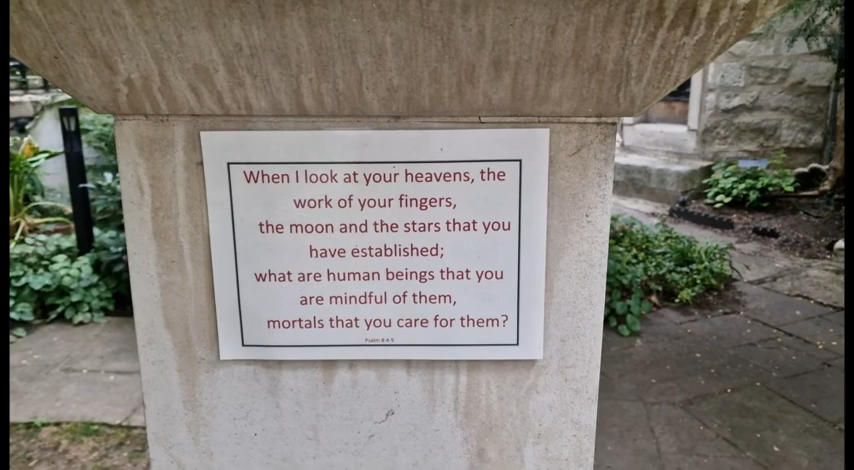 When I look at your heavens, the
work of your fingers,
the moon and the stars that you
have established;
what are human beings that you
are mindful of them,
mortals that you care for them?
Psalm 8:4-5